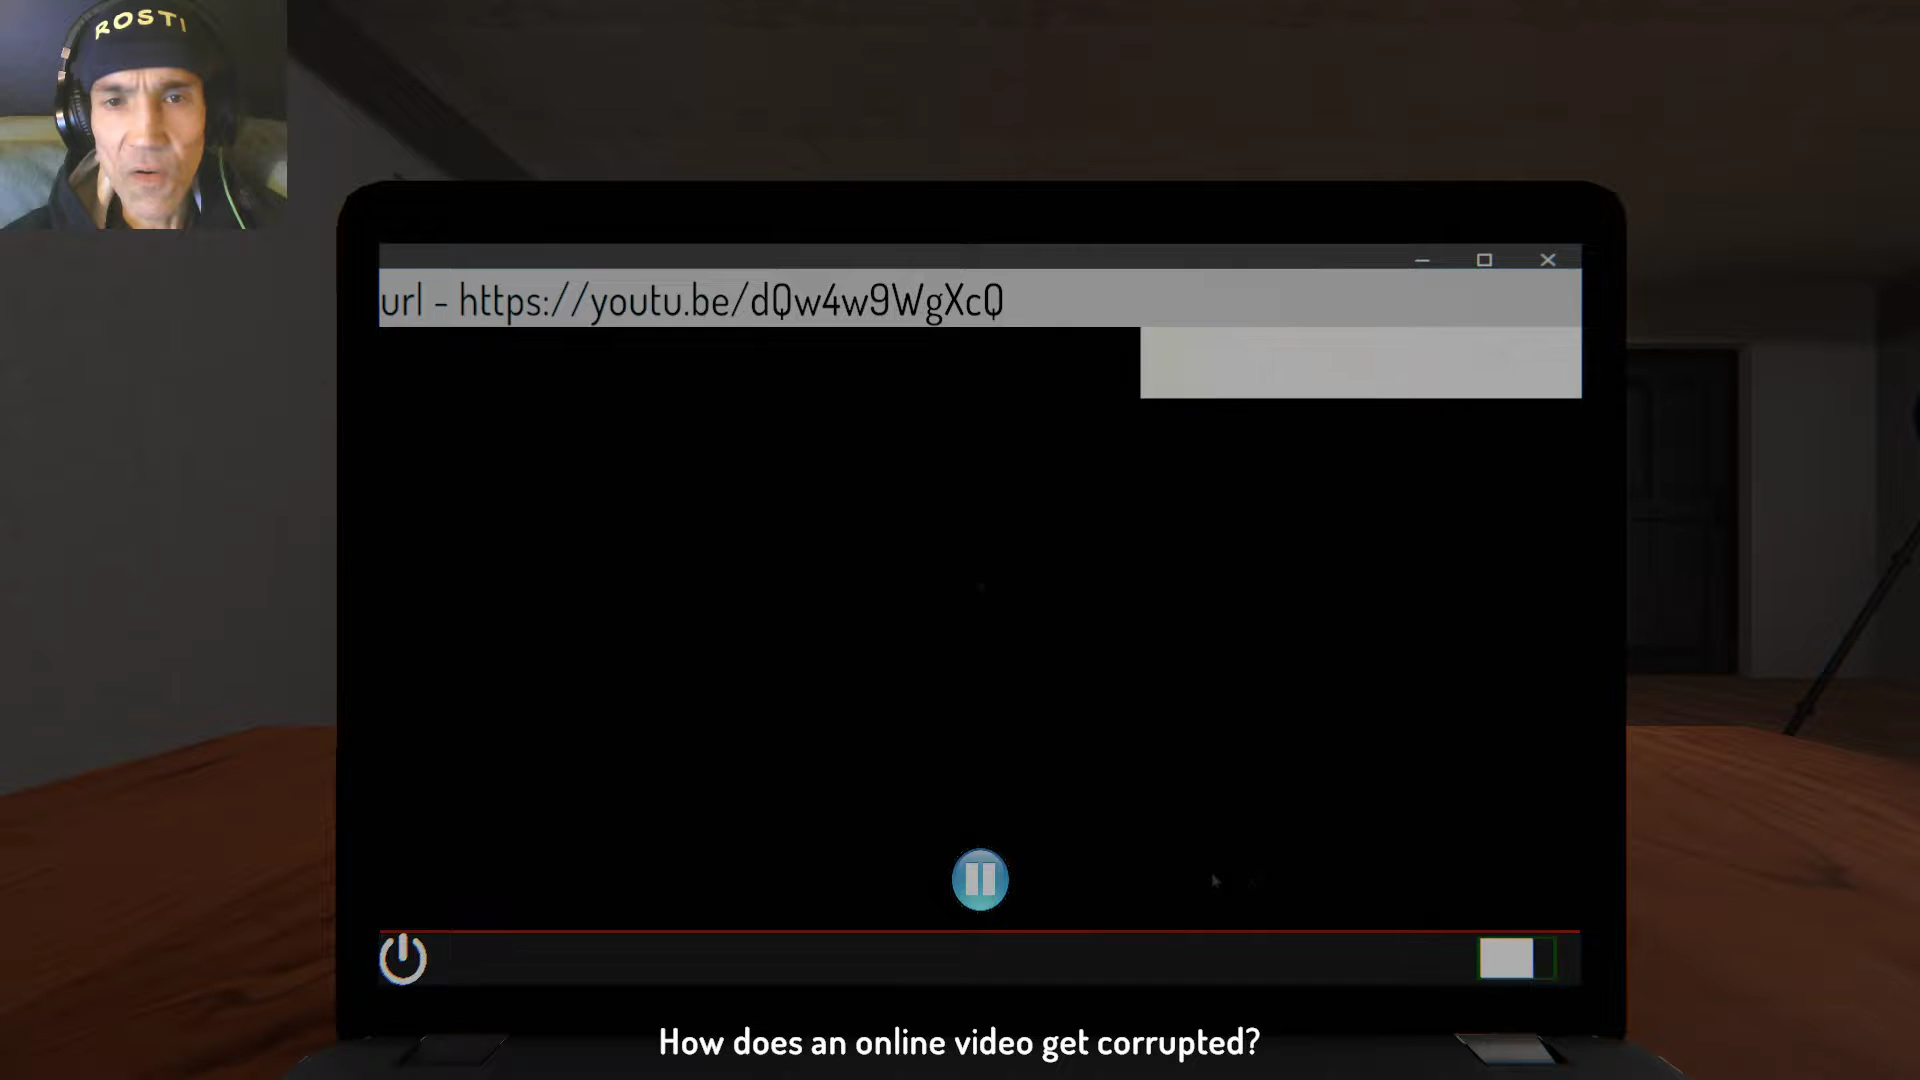 ROSTI
url - https://youtu.be/dQw4w9WgXcQ
How does an online video get corrupted?